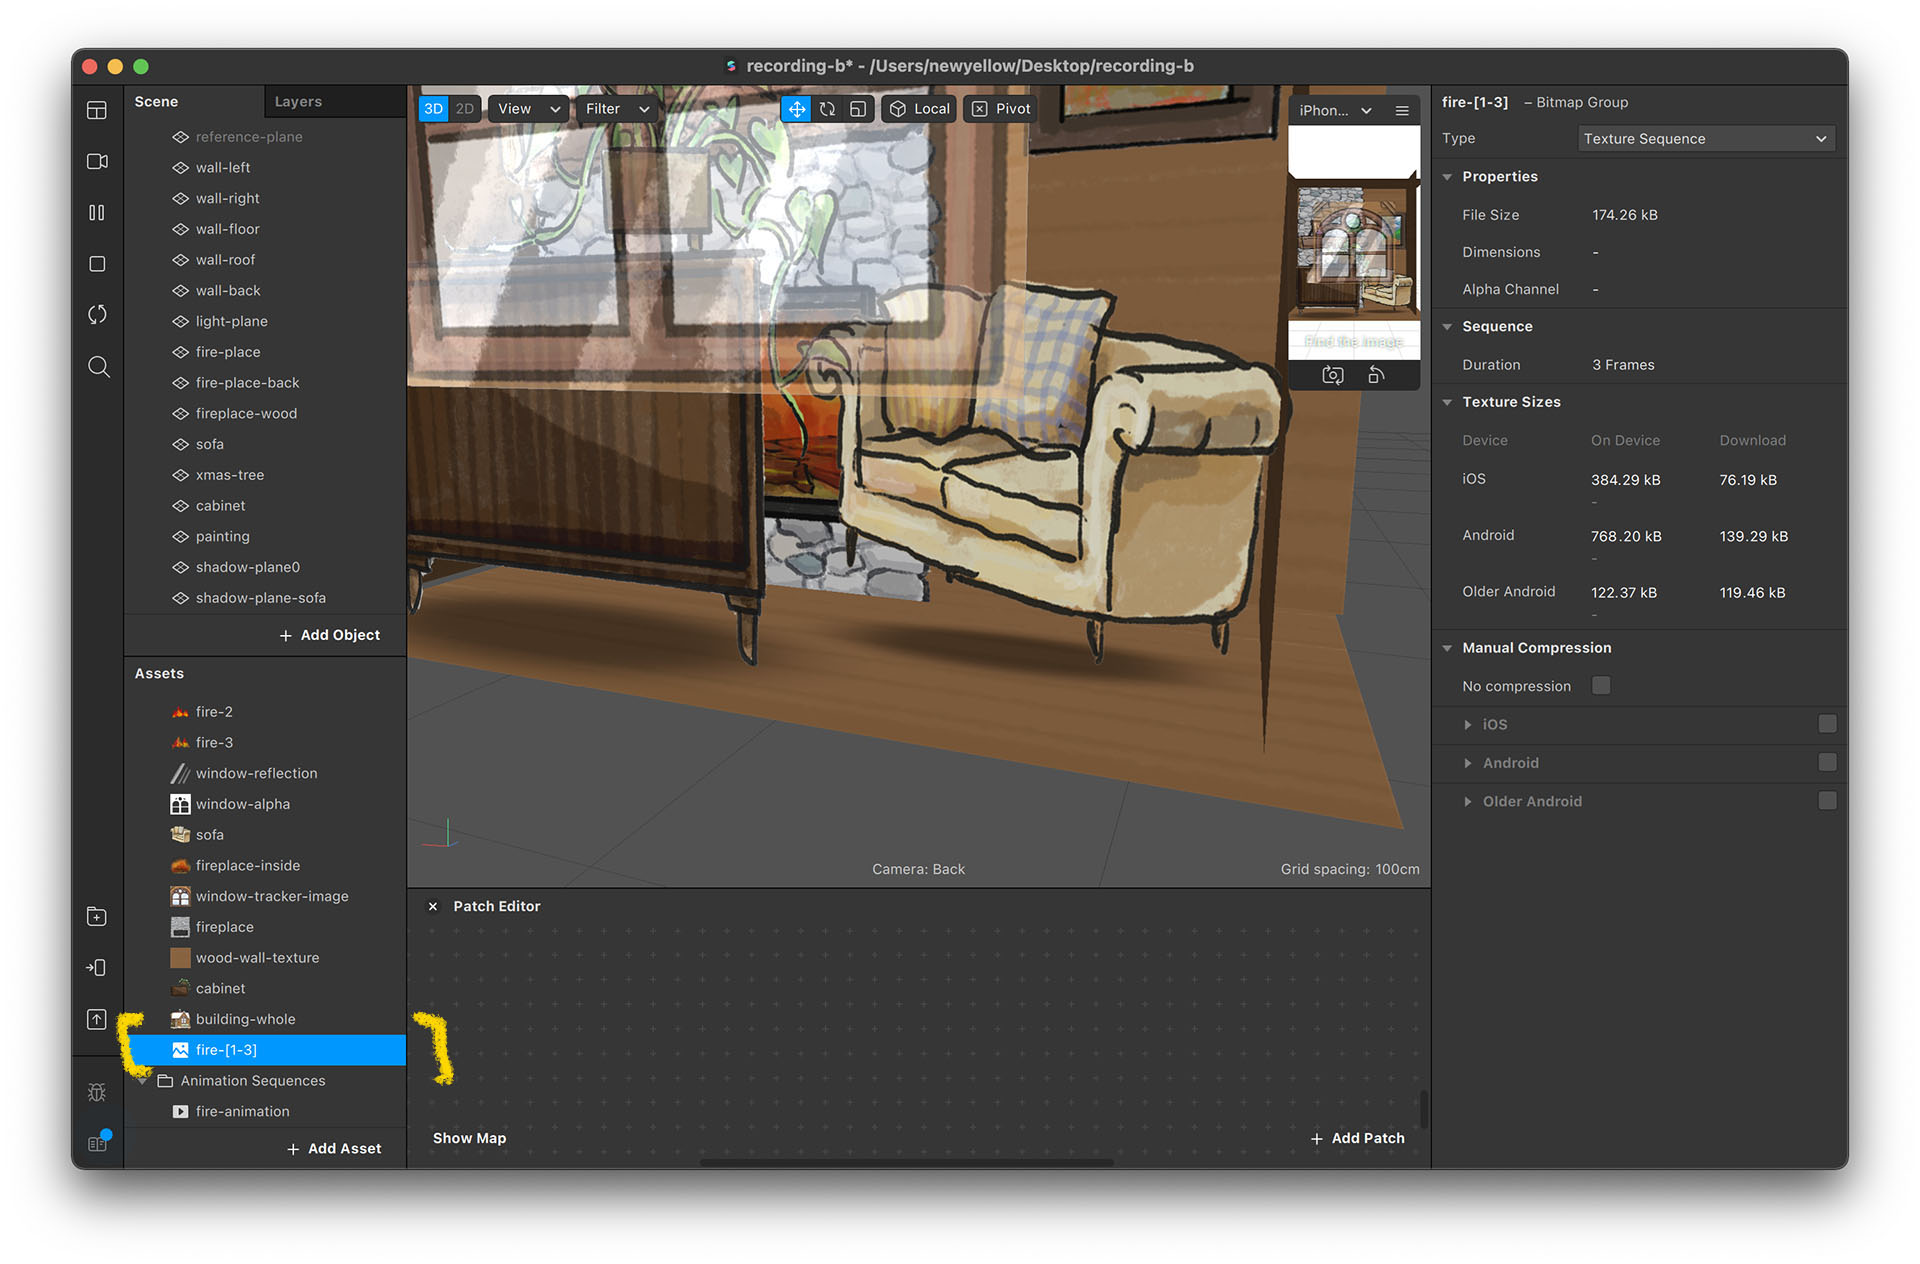 recording-b* - /Users/newyellow/Desktop/recording-b
Scene
Layers
reference-plane
wall-left
wall-right
wall-floor
wall-roof
wall-back
light-plane
fire-place
fire-place-back
fireplace-wood
sofa
xmas-tree
cabinet
painting
shadow-plane0
shadow-plane-sofa
+ Add Object
Assets
fire-2
fire-3
window-reflection
window-alpha
sofa
fireplace-inside
window-tracker-image
fireplace
wood-wall-texture
cabinet
building-whole
fire-[1-3]
Animation Sequences
fire-animation
+ Add Asset
3D 2D View Filter Local Pivot
iPhon...
Find the image
Camera: Back
Grid spacing: 100cm
Patch Editor
Show Map
+ Add Patch
fire-[1-3] – Bitmap Group
Type Texture Sequence
Properties
File Size 174.26 kB
Dimensions -
Alpha Channel -
Sequence
Duration 3 Frames
Texture Sizes
Device On Device Download
iOS 384.29 kB 76.19 kB
-
Android 768.20 kB 139.29 kB
-
Older Android 122.37 kB 119.46 kB
-
Manual Compression
No compression
iOS
Android
Older Android